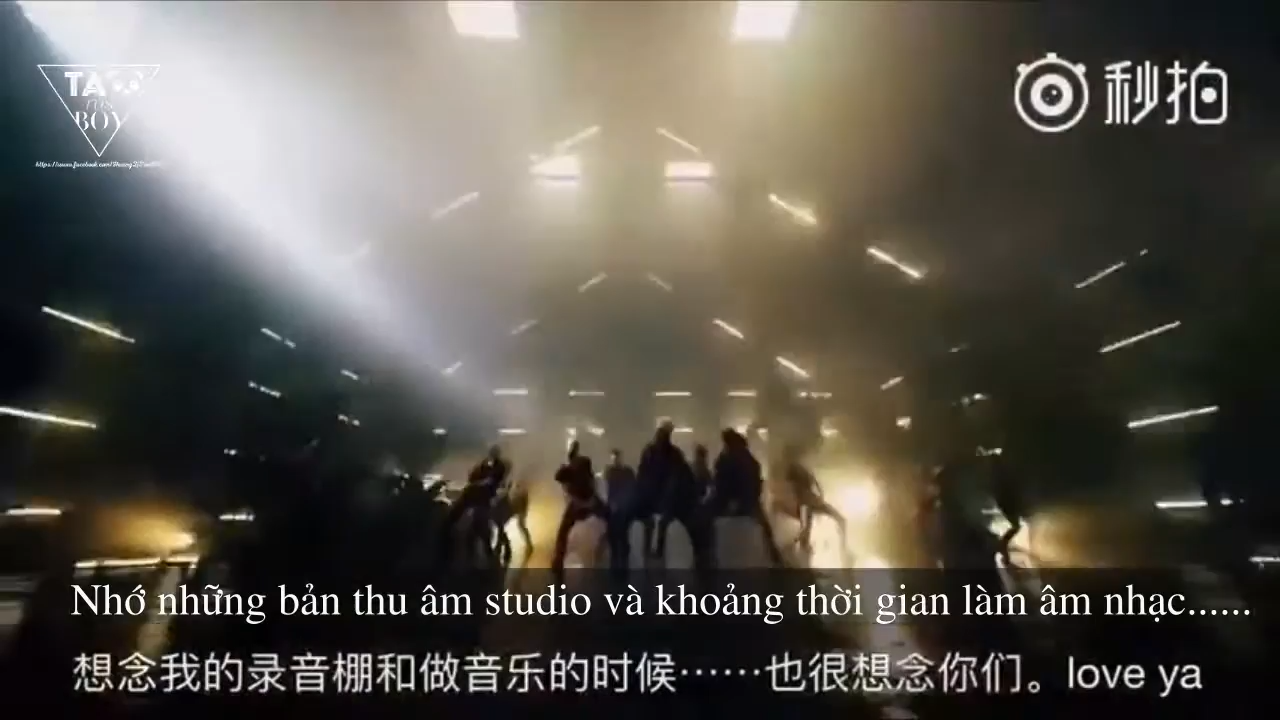 秒拍
BOY
Nhớ những bản thu âm studio và khoảng thời gian làm âm nhạc......
想念我的录音棚和做音乐的时候……也很想念你们。love ya